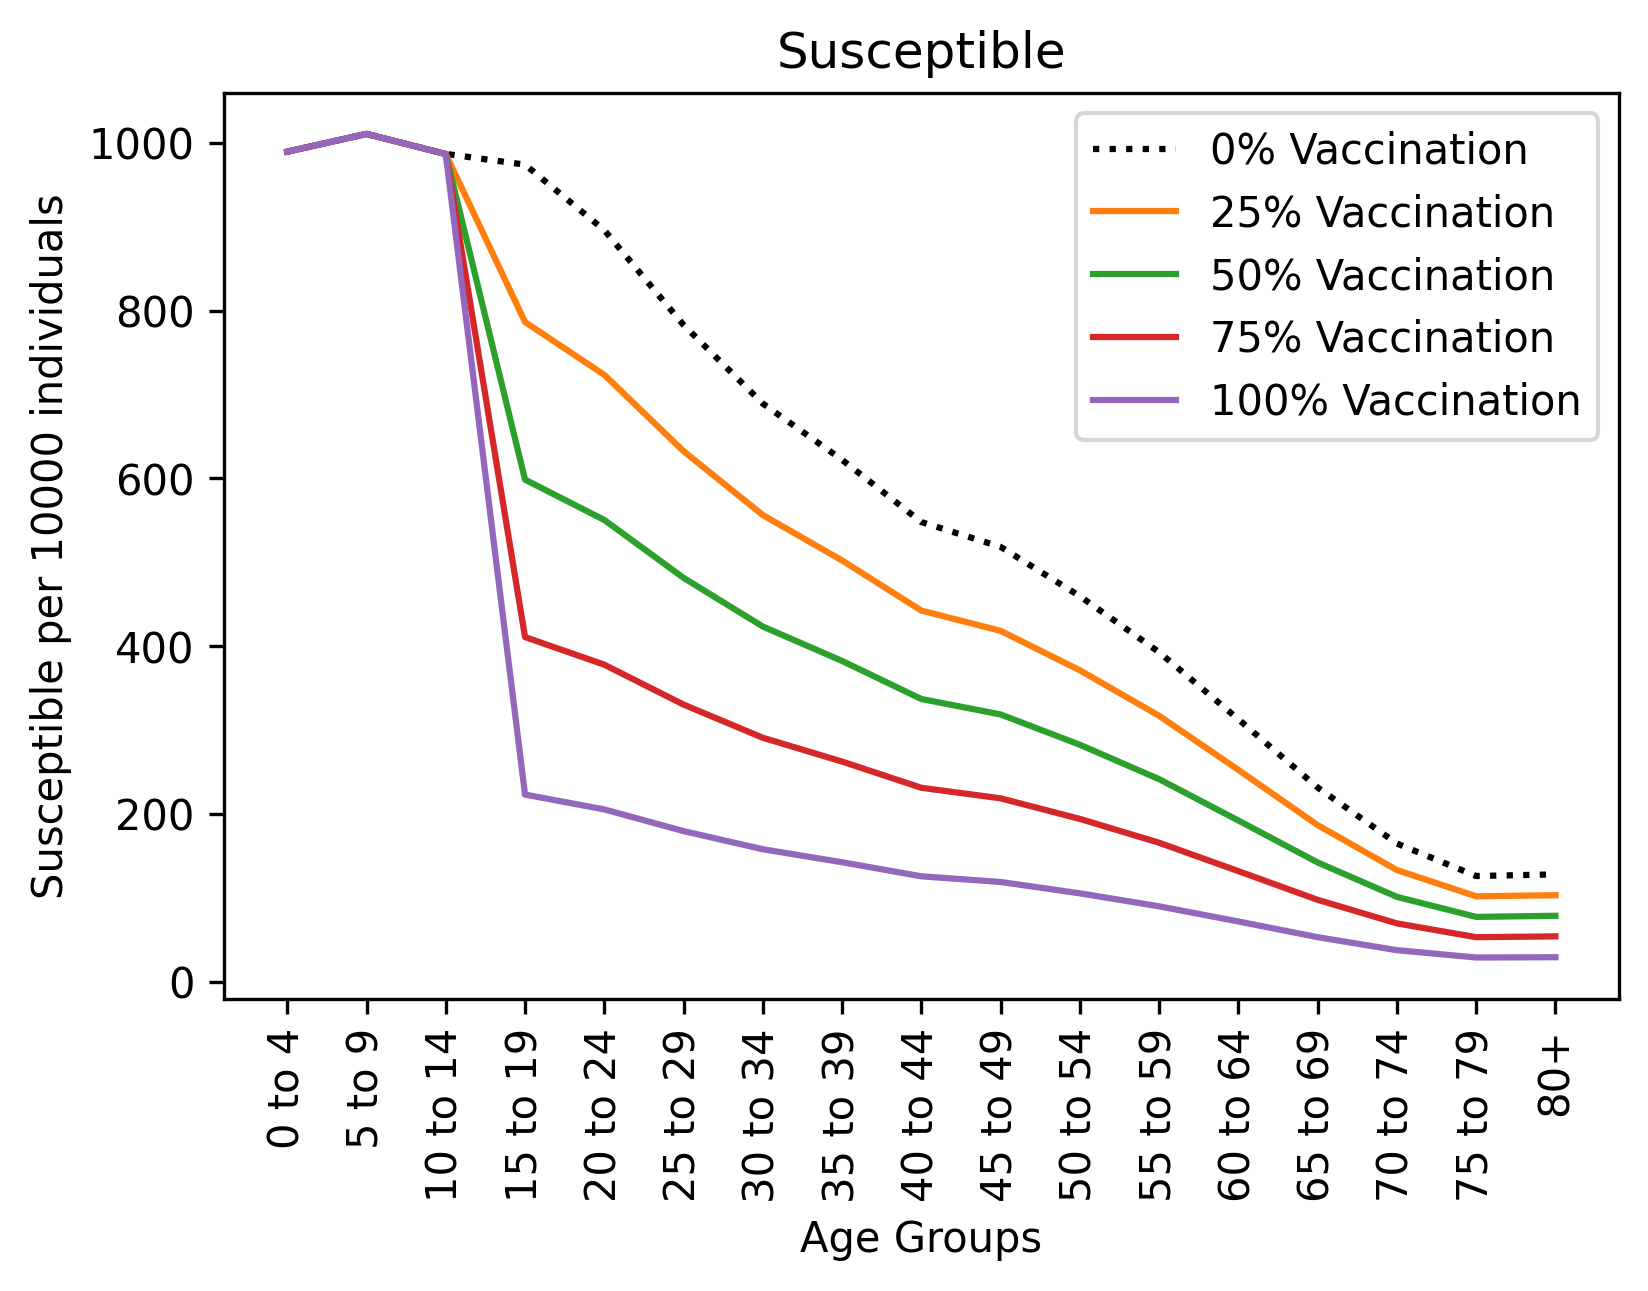 Susceptible
Susceptible per 10000 individuals
1000
800
600
400
200
0
0% Vaccination
25% Vaccination
50% Vaccination
75% Vaccination
100% Vaccination
0 to 4
5 to 9
10 to 14
15 to 19
20 to 24
25 to 29
30 to 34
35 to 39
40 to 44
45 to 49
50 to 54
55 to 59
60 to 64
65 to 69
70 to 74
75 to 79
80+
Age Groups